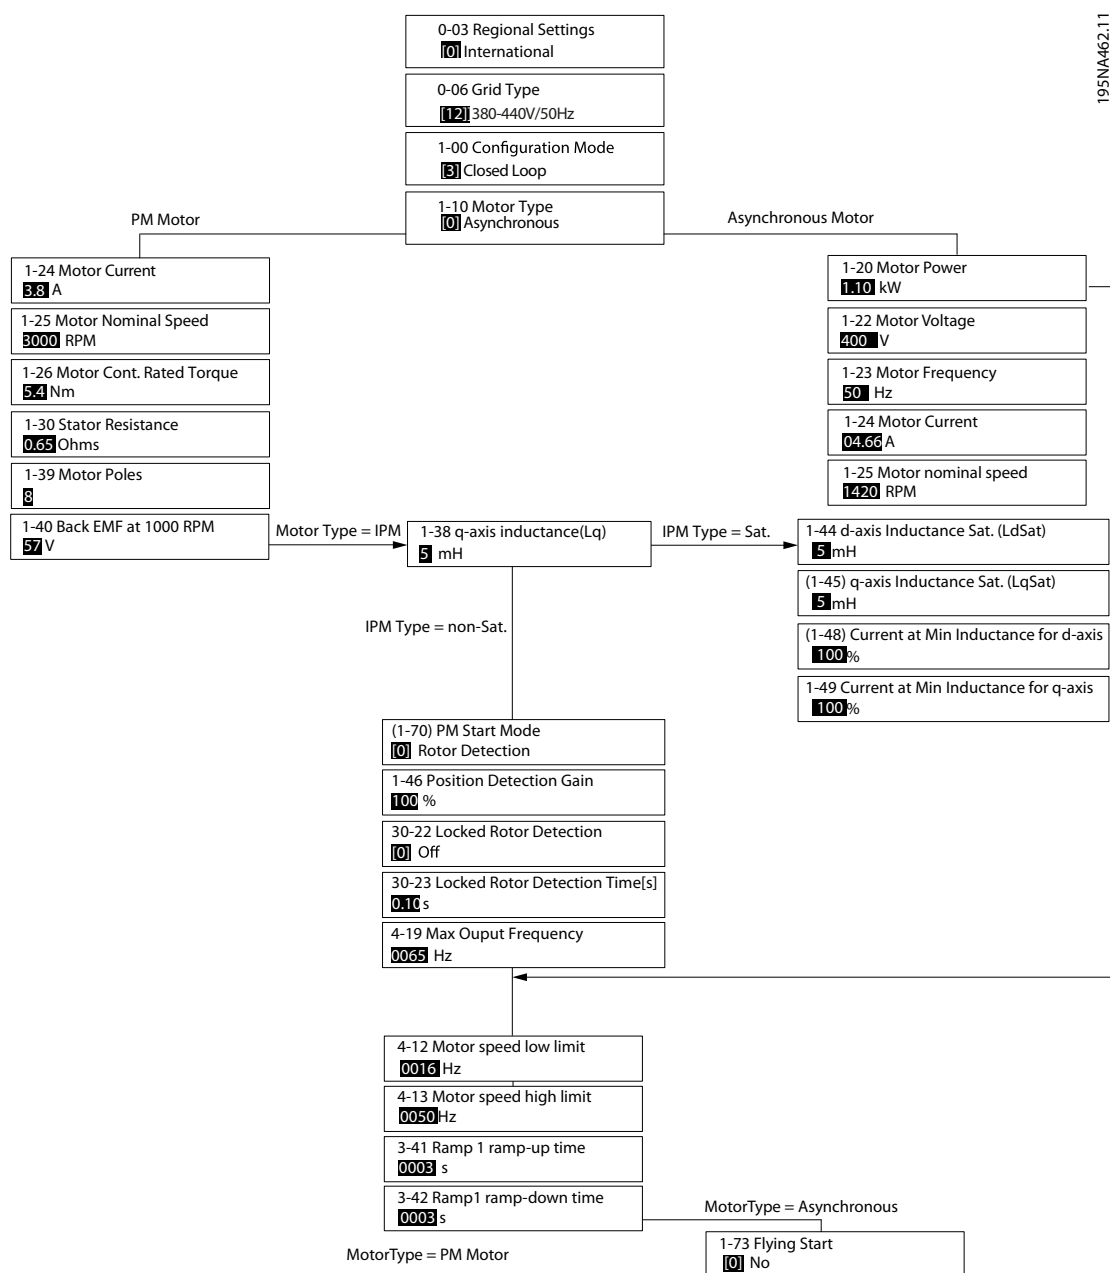 195NA462.11
0-03 Regional Settings
[0] International
0-06 Grid Type
[12] 380-440V/50Hz
1-00 Configuration Mode
[3] Closed Loop
1-10 Motor Type
[0] Asynchronous
PM Motor
Asynchronous Motor
1-24 Motor Current
3.8 A
1-25 Motor Nominal Speed
3000 RPM
1-26 Motor Cont. Rated Torque
5.4 Nm
1-30 Stator Resistance
0.65 Ohms
1-39 Motor Poles
8
1-40 Back EMF at 1000 RPM
57 V
1-20 Motor Power
1.10 kW
1-22 Motor Voltage
400 V
1-23 Motor Frequency
50 Hz
1-24 Motor Current
04.66 A
1-25 Motor nominal speed
1420 RPM
Motor Type = IPM
1-38 q-axis inductance(Lq)
5 mH
IPM Type = Sat.
1-44 d-axis Inductance Sat. (LdSat)
5 mH
(1-45) q-axis Inductance Sat. (LqSat)
5 mH
(1-48) Current at Min Inductance for d-axis
100 %
1-49 Current at Min Inductance for q-axis
100 %
IPM Type = non-Sat.
(1-70) PM Start Mode
[0] Rotor Detection
1-46 Position Detection Gain
100 %
30-22 Locked Rotor Detection
[0] Off
30-23 Locked Rotor Detection Time[s]
0.10 s
4-19 Max Ouput Frequency
0065 Hz
4-12 Motor speed low limit
0016 Hz
4-13 Motor speed high limit
0050 Hz
3-41 Ramp 1 ramp-up time
0003 s
3-42 Ramp1 ramp-down time
0003 s
MotorType = Asynchronous
MotorType = PM Motor
1-73 Flying Start
[0] No